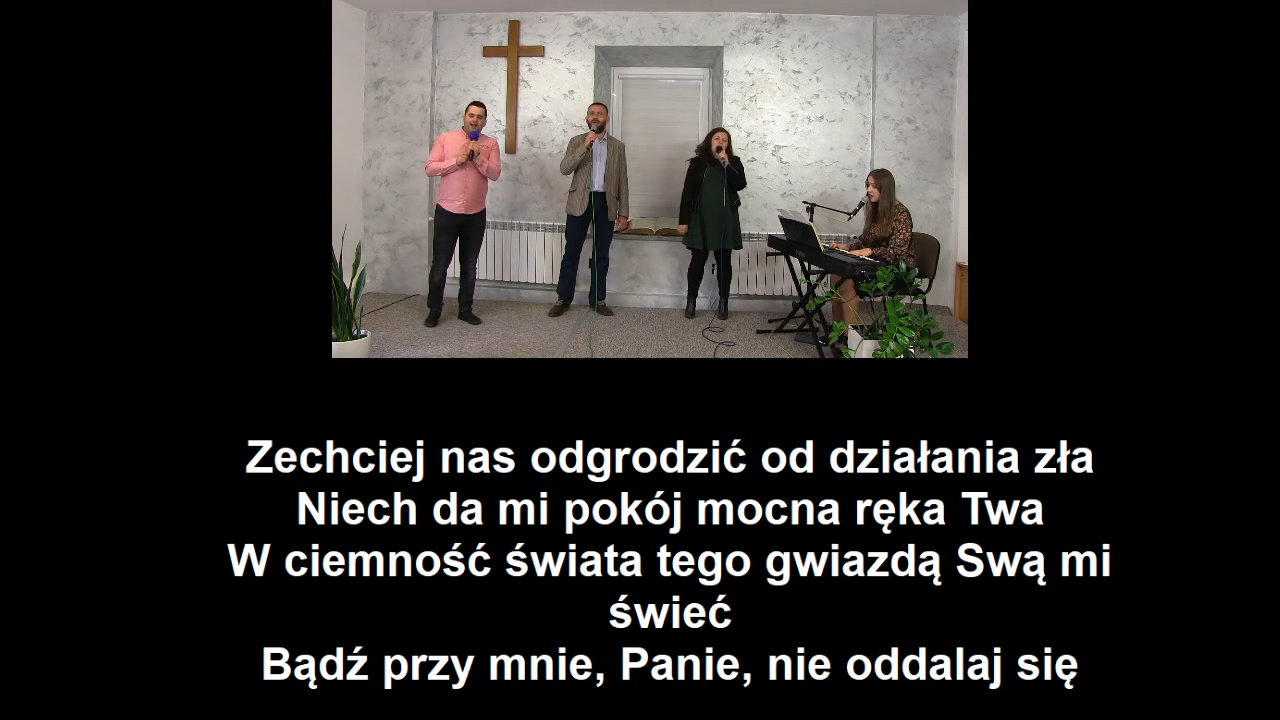 Zechciej nas odgrodzić od działania zła
Niech da mi pokój mocna ręka Twa
W ciemność świata tego gwiazdą Swą mi
świeć
Bądź przy mnie, Panie, nie oddalaj się